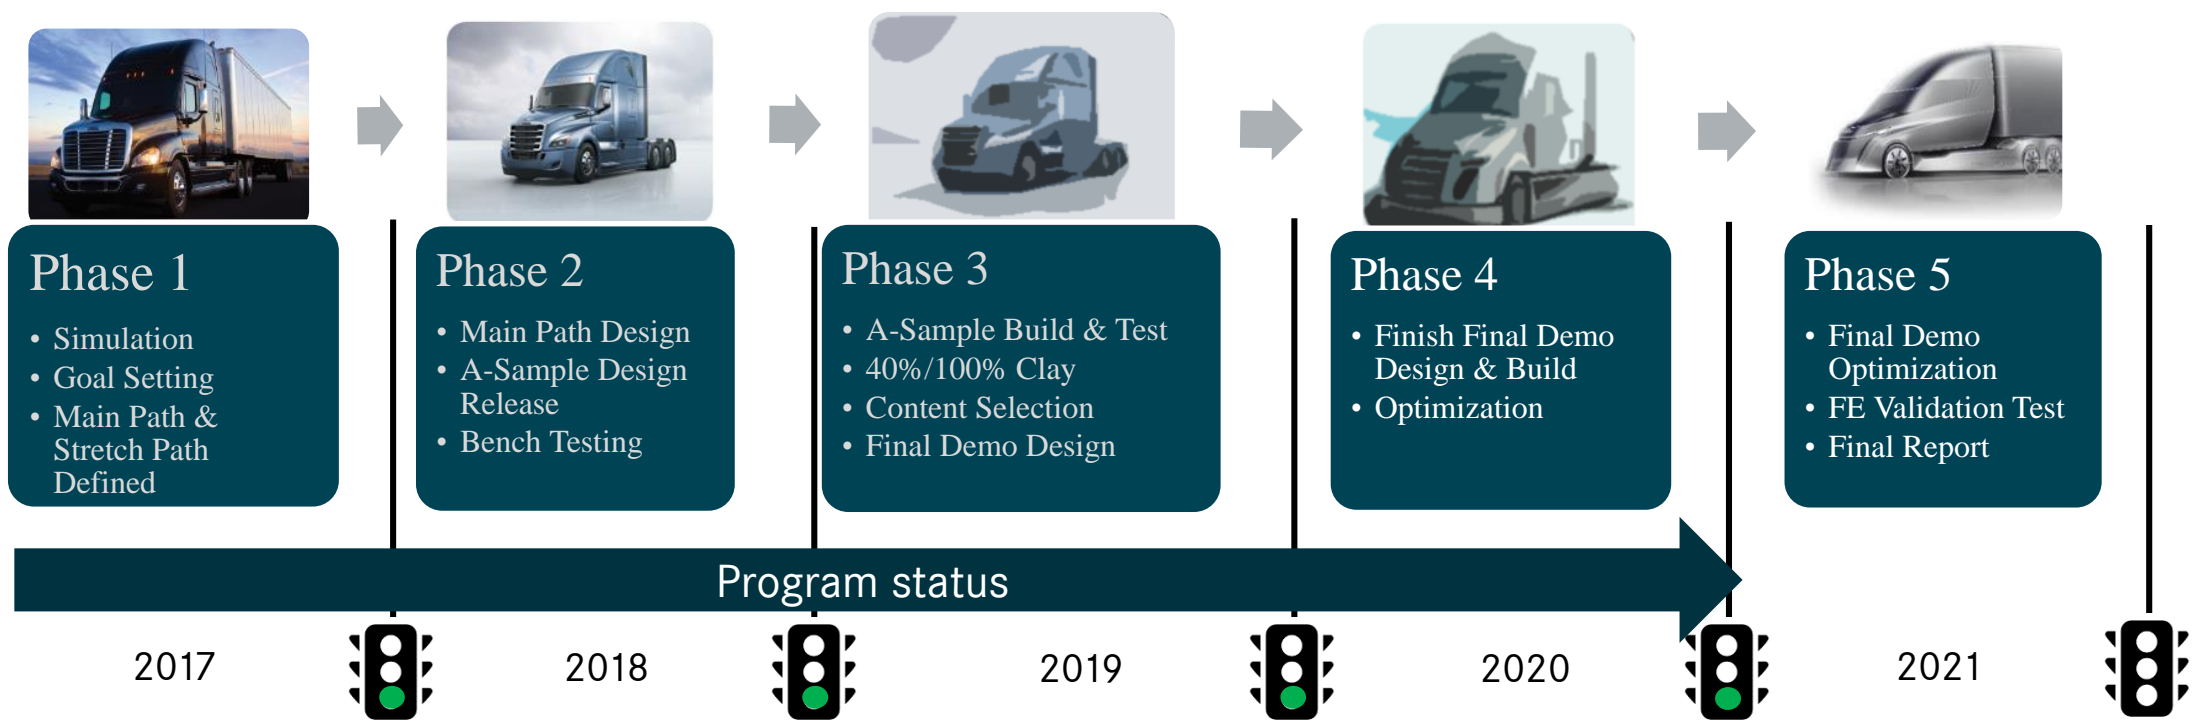 Phase 1
• Simulation
• Goal Setting
• Main Path &
Stretch Path
Defined
Phase 2
• Main Path Design
• A-Sample Design
Release
• Bench Testing
Phase 3
• A-Sample Build & Test
• 40%/100% Clay
• Content Selection
• Final Demo Design
Phase 4
• Finish Final Demo
Design & Build
• Optimization
Phase 5
• Final Demo
Optimization
• FE Validation Test
• Final Report
Program status
2017
2018
2019
2020
2021